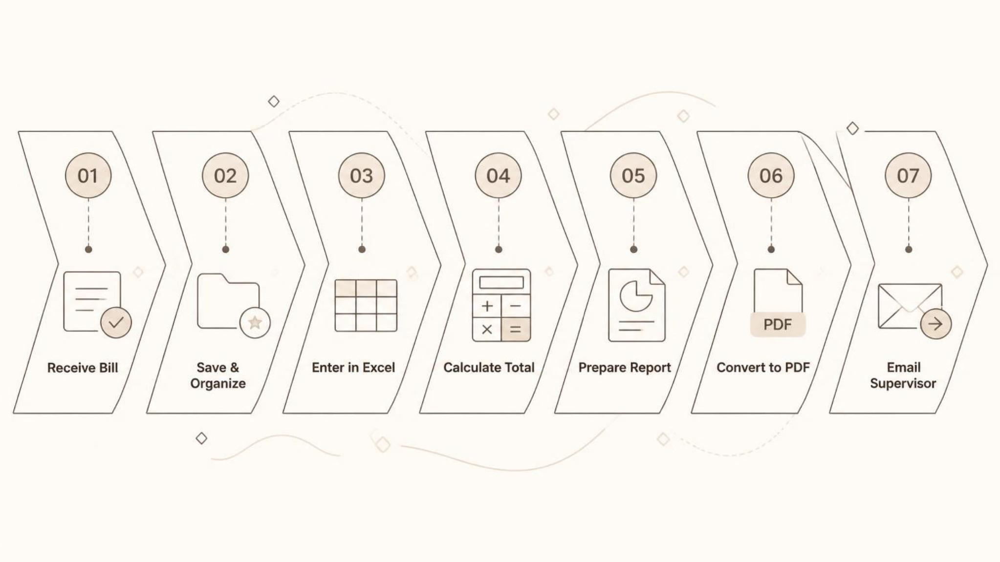 01
Receive Bill
02
Save &
Organize
03
Enter in Excel
04
+ −
× =
Calculate Total
05
Prepare Report
06
PDF
Convert to PDF
07
Email
Supervisor